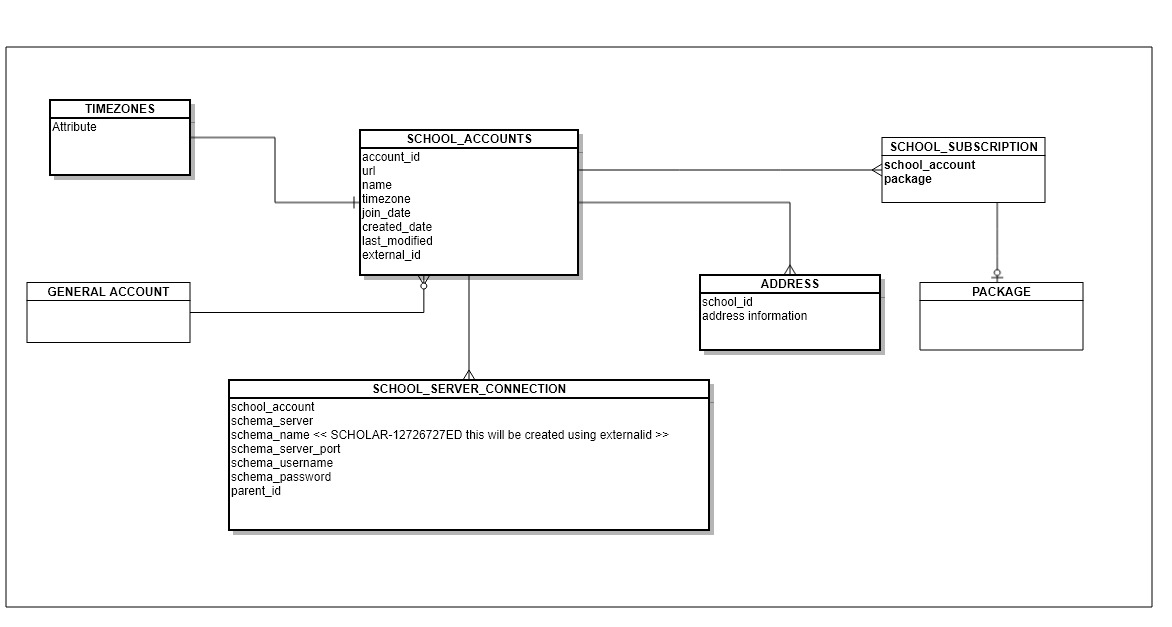 TIMEZONES
Attribute
SCHOOL_ACCOUNTS
account_id
url
name
timezone
join_date
created_date
last_modified
external_id
SCHOOL_SUBSCRIPTION
school_account
package
GENERAL ACCOUNT
ADDRESS
school_id
address information
PACKAGE
SCHOOL_SERVER_CONNECTION
school_account
schema_server
schema_name << SCHOLAR-12726727ED this will be created using externalid >>
schema_server_port
schema_username
schema_password
parent_id